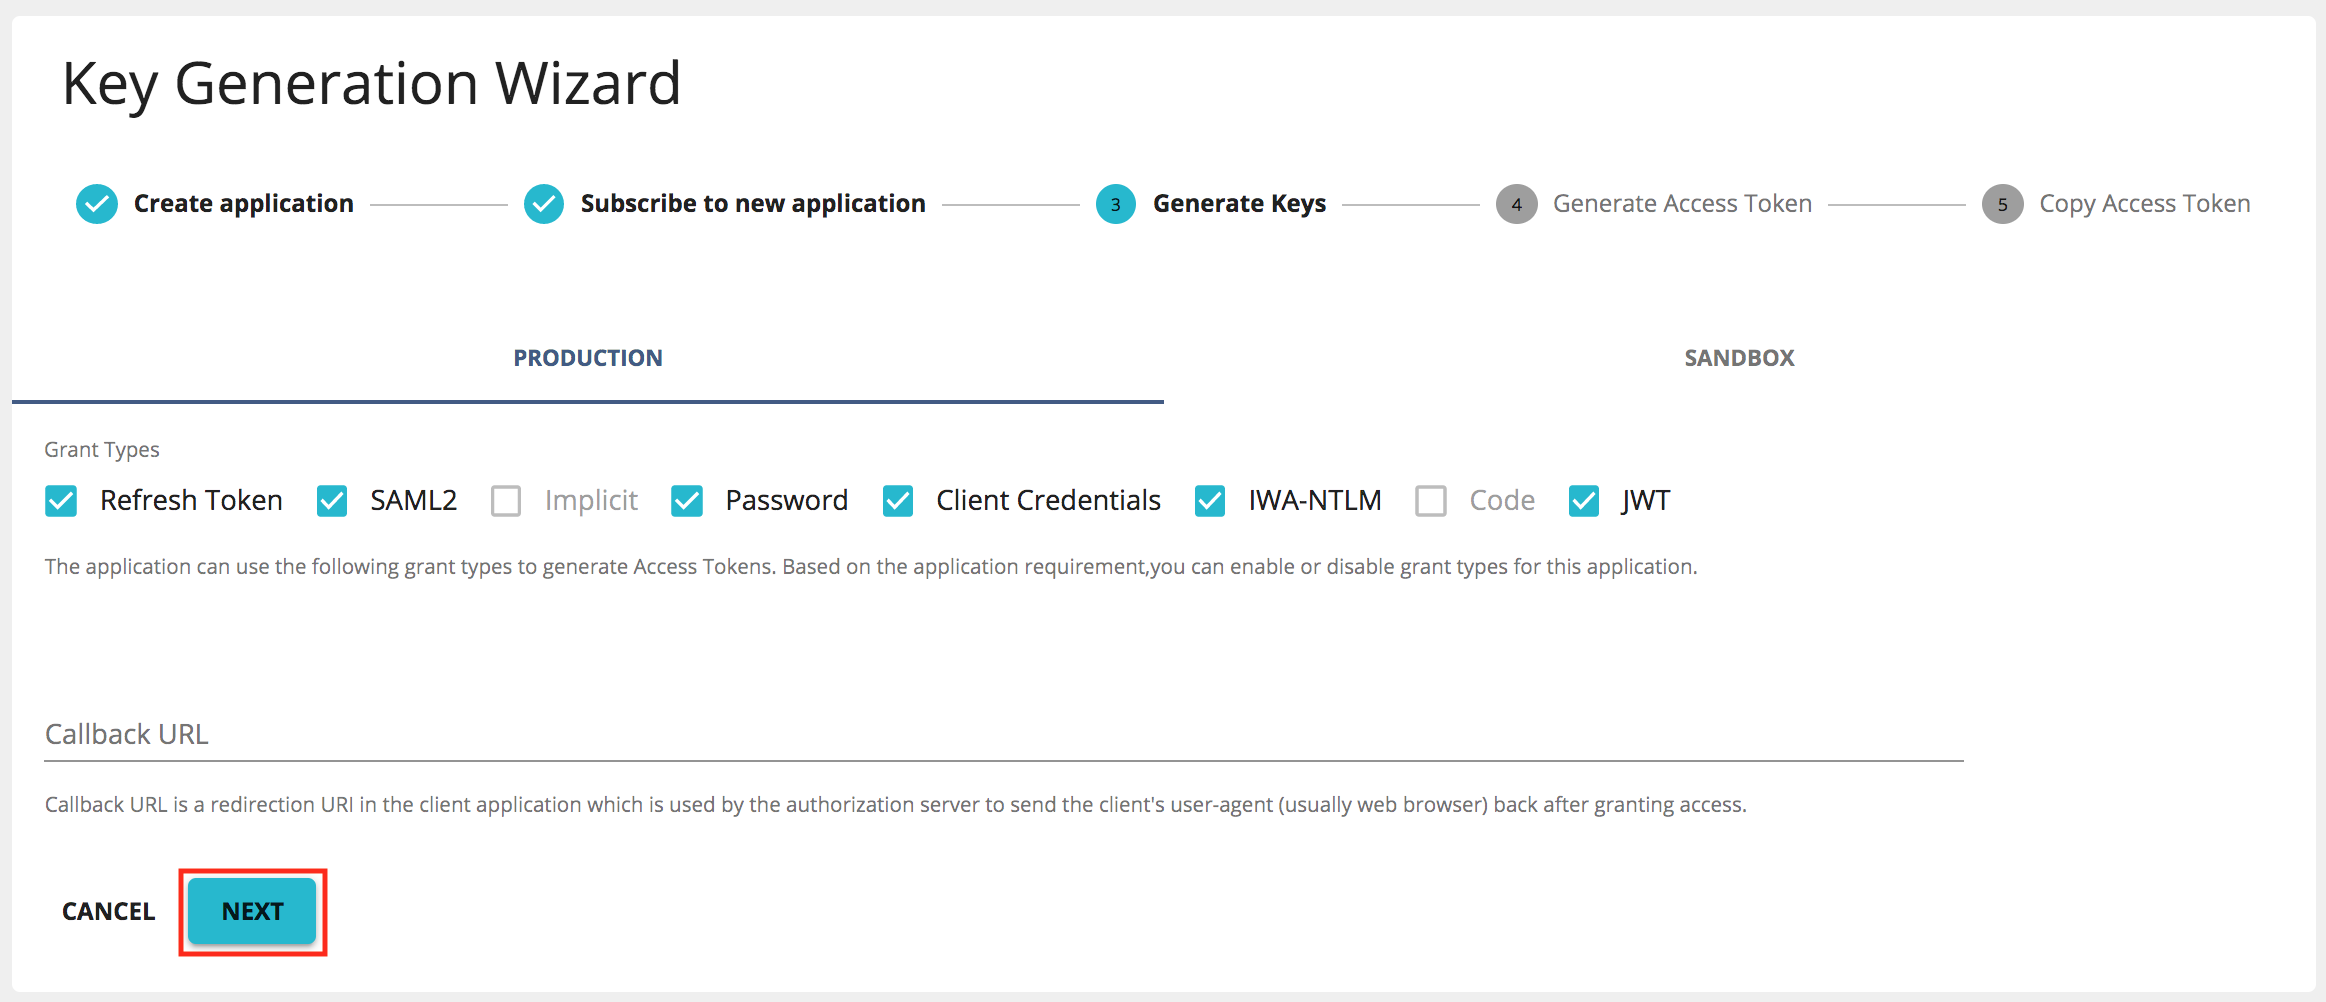 Key Generation Wizard
Create application Subscribe to new application 3 Generate Keys 4 Generate Access Token 5 Copy Access Token
PRODUCTION SANDBOX
Grant Types
Refresh Token SAML2 Implicit Password Client Credentials IWA-NTLM Code JWT
The application can use the following grant types to generate Access Tokens. Based on the application requirement,you can enable or disable grant types for this application.
Callback URL
Callback URL is a redirection URI in the client application which is used by the authorization server to send the client's user-agent (usually web browser) back after granting access.
CANCEL NEXT